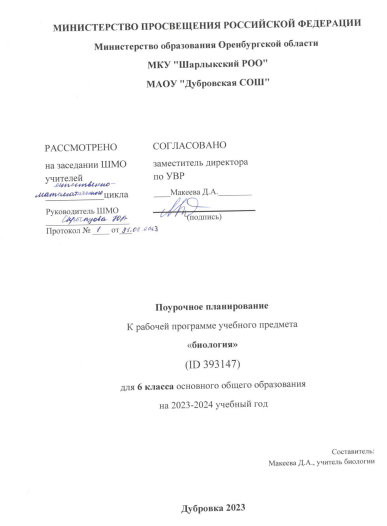 МИНИСТЕРСТВО ПРОСВЕЩЕНИЯ РОССИЙСКОЙ ФЕДЕРАЦИИ
Министерство образования Оренбургской области
МКУ "Шарлыкский РОО"
МАОУ "Дубровская СОШ"
РАССМОТРЕНО
на заседании ШМО
учителей
естественно-
математического цикла
Руководитель ШМО
Протокол № 1 от
СОГЛАСОВАНО
заместитель директора
по УВР
Макеева Д.А.
(подпись)
Поурочное планирование
К рабочей программе учебного предмета
«биология»
(ID 393147)
для 6 класса основного общего образования
на 2023-2024 учебный год
Составитель:
Макеева Д.А., учитель биологии
Дубровка 2023